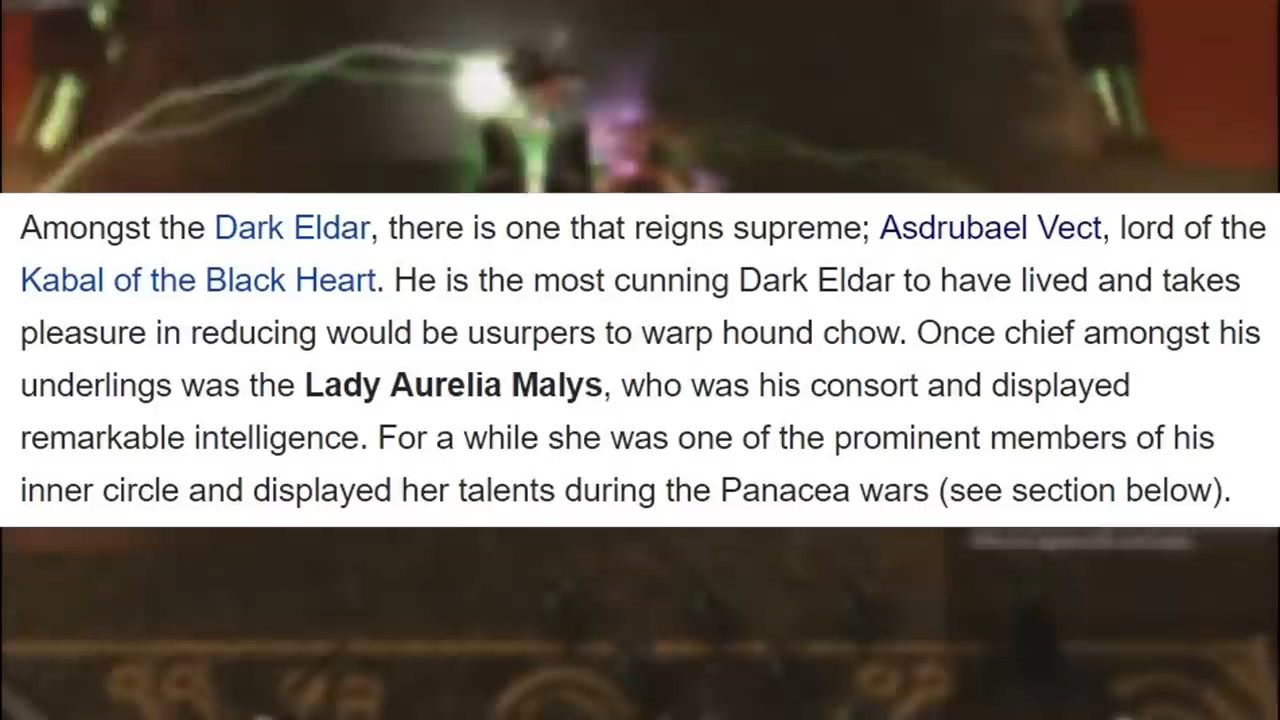 Amongst the Dark Eldar, there is one that reigns supreme; Asdrubael Vect, lord of the
Kabal of the Black Heart. He is the most cunning Dark Eldar to have lived and takes
pleasure in reducing would be usurpers to warp hound chow. Once chief amongst his
underlings was the Lady Aurelia Malys, who was his consort and displayed
remarkable intelligence. For a while she was one of the prominent members of his
inner circle and displayed her talents during the Panacea wars (see section below).